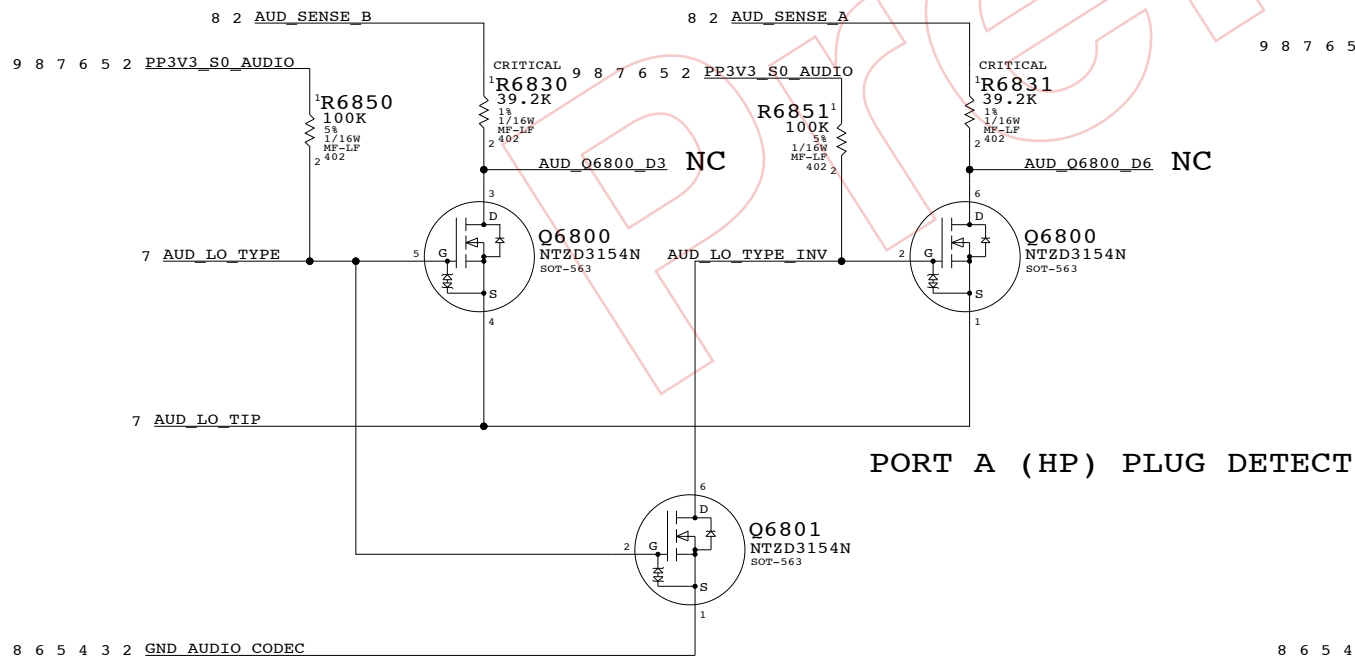 8 2 AUD_SENSE_B
8 2 AUD_SENSE_A
9 8 7 6 5
9 8 7 6 5 2 PP3V3_S0_AUDIO
CRITICAL
1 R6830
39.2K
1%
1/16W
MF-LF
2 402
9 8 7 6 5 2 PP3V3_S0_AUDIO
CRITICAL
1 R6831
39.2K
1%
1/16W
MF-LF
2 402
1 R6850
100K
5%
1/16W
MF-LF
2 402
R6851 1
100K
5%
1/16W
MF-LF
402 2
AUD_Q6800_D3 NC
AUD_Q6800_D6 NC
3
D
Q6800
NTZD3154N
SOT-563
5 G
S
4
6
D
Q6800
NTZD3154N
SOT-563
2 G
S
1
7 AUD_LO_TYPE
AUD_LO_TYPE_INV
7 AUD_LO_TIP
PORT A (HP) PLUG DETECT
6
D
Q6801
NTZD3154N
SOT-563
2 G
S
1
8 6 5 4 3 2 GND_AUDIO_CODEC
8 6 5 4